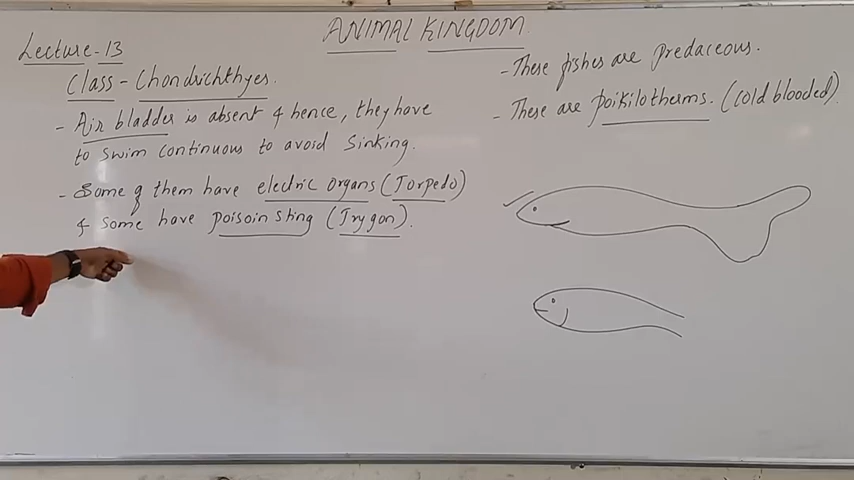 ANIMAL KINGDOM
Lecture-13
Class - Chondrichthyes.
- Air bladder is absent & hence, they have
to swim continuous to avoid sinking.
- Some of them have electric organs (Torpedo)
& some have poisoin sting (Trygon).
- These fishes are predaceous.
- These are poikilotherms. (cold blooded)